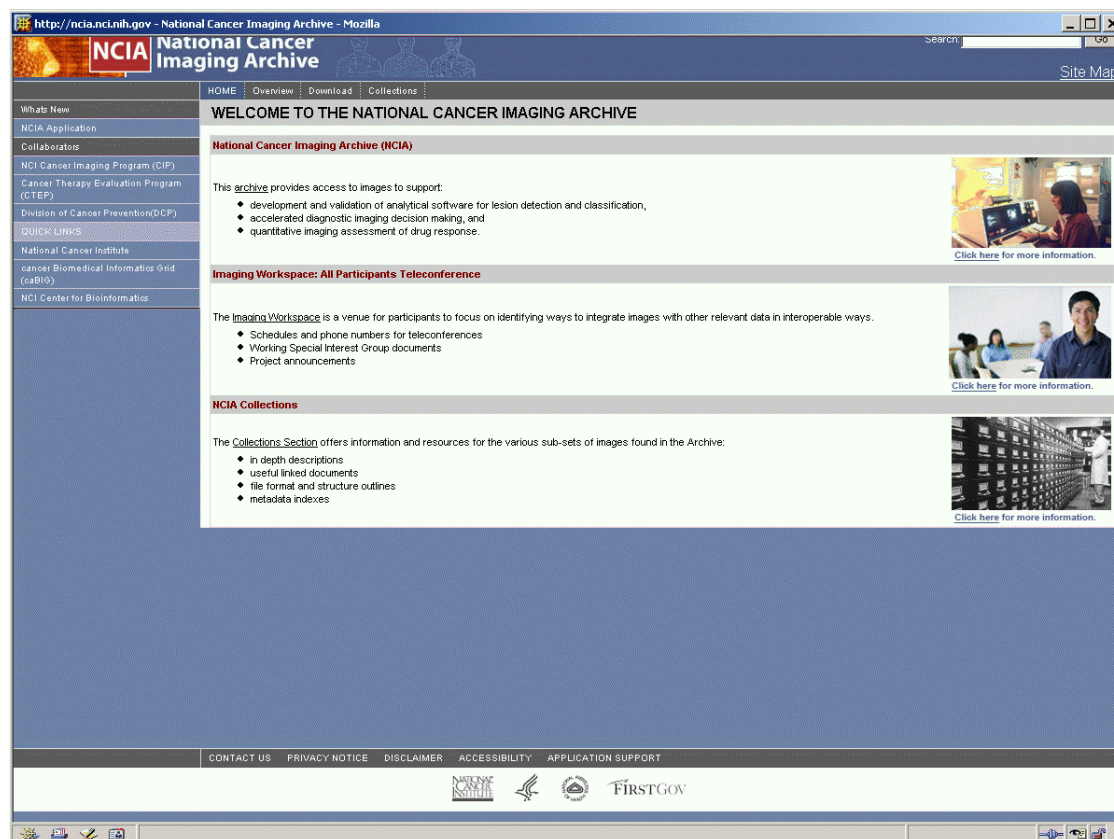 http://ncia.nci.nih.gov - National Cancer Imaging Archive - Mozilla
NCIA National Cancer
Imaging Archive
Search:
Go
Site Map
HOME Overview Download Collections
Whats New
NCIA Application
Collaborators
NCI Cancer Imaging Program (CIP)
Cancer Therapy Evaluation Program
(CTEP)
Division of Cancer Prevention(DCP)
QUICK LINKS
National Cancer Institute
cancer Biomedical Informatics Grid
(caBIG)
NCI Center for Bioinformatics
WELCOME TO THE NATIONAL CANCER IMAGING ARCHIVE
National Cancer Imaging Archive (NCIA)
This archive provides access to images to support:
development and validation of analytical software for lesion detection and classification,
accelerated diagnostic imaging decision making, and
quantitative imaging assessment of drug response.
Click here for more information.
Imaging Workspace: All Participants Teleconference
The Imaging Workspace is a venue for participants to focus on identifying ways to integrate images with other relevant data in interoperable ways.
Schedules and phone numbers for teleconferences
Working Special Interest Group documents
Project announcements
Click here for more information.
NCIA Collections
The Collections Section offers information and resources for the various sub-sets of images found in the Archive:
in depth descriptions
useful linked documents
file format and structure outlines
metadata indexes
Click here for more information.
CONTACT US PRIVACY NOTICE DISCLAIMER ACCESSIBILITY APPLICATION SUPPORT
NATIONAL
CANCER
INSTITUTE
FIRSTGOV